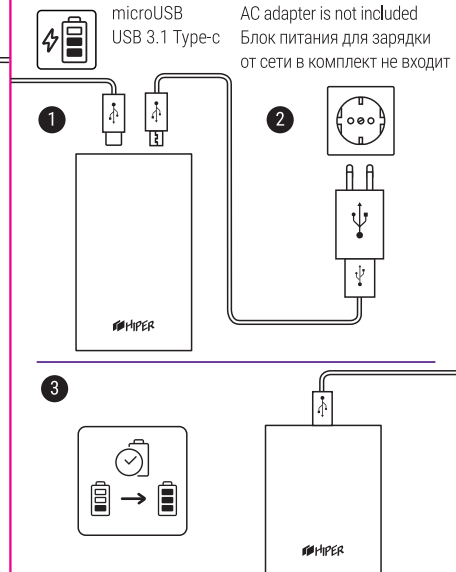 microUSB
USB 3.1 Type-c
AC adapter is not included
Блок питания для зарядки
от сети в комплект не входит
1
2
HIPER
3
HIPER